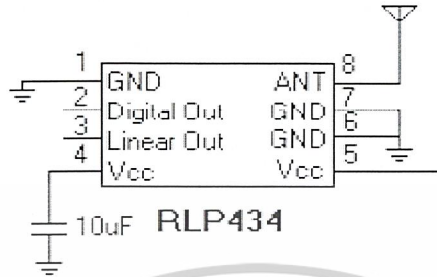 1 GND ANT 8
2 Digital Out GND 7
3 Linear Out GND 6
4 Vcc Vcc 5
10uF RLP434